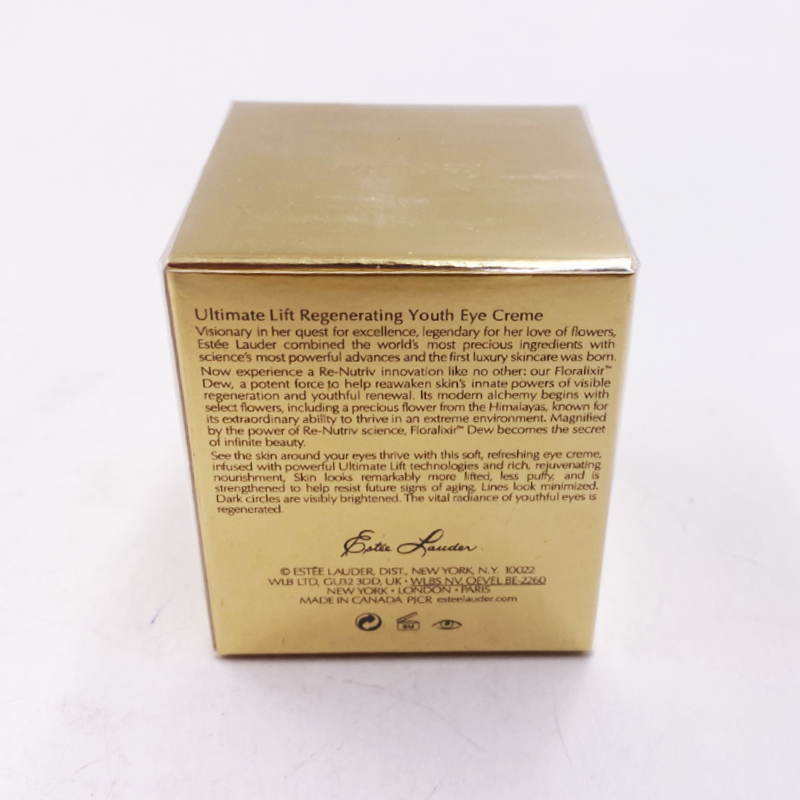 Ultimate Lift Regenerating Youth Eye Creme
Visionary in her quest for excellence, legendary for her love of flowers,
Estée Lauder combined the world's most precious ingredients with
science's most powerful advances and the first luxury skincare was born.
Now experience a Re-Nutriv innovation like no other: our Floralixir™
Dew, a potent force to help reawaken skin's innate powers of visible
regeneration and youthful renewal. Its modern alchemy begins with
select flowers, including a precious flower from the Himalayas, known for
its extraordinary ability to thrive in an extreme environment. Magnified
by the power of Re-Nutriv science, Floralixir™ Dew becomes the secret
of infinite beauty.
See the skin around your eyes thrive with this soft, refreshing eye creme,
infused with powerful Ultimate Lift technologies and rich, rejuvenating
nourishment, Skin looks remarkably more lifted, less puffy, and is
strengthened to help resist future signs of aging. Lines look minimized.
Dark circles are visibly brightened. The vital radiance of youthful eyes is
regenerated.
Estée Lauder
© ESTĒE LAUDER, DIST., NEW YORK, N.Y. 10022
WLB LTD, GU32 3DD, UK • WLBS NV, OEVEL BE-2260
NEW YORK • LONDON • PARIS
MADE IN CANADA PJCR esteelauder.com